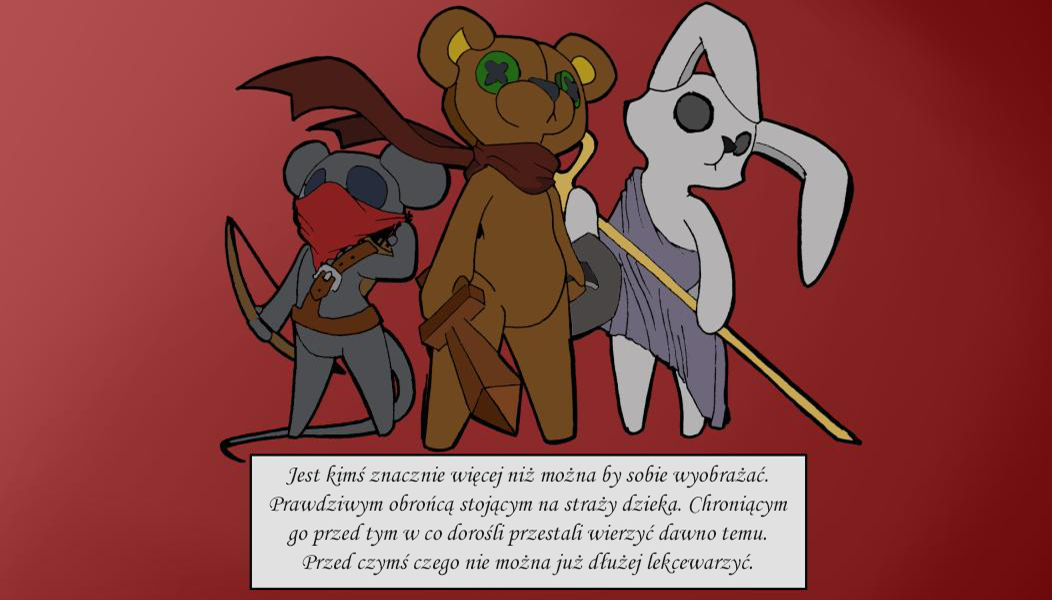 Jest kimś znacznie więcej niż można by sobie wyobrażać.
Prawdziwym obrońcą stojącym na straży dzieka. Chroniącym
go przed tym w co dorośli przestali wierzyć dawno temu.
Przed czymś czego nie można już dłużej lekçewarzyć.